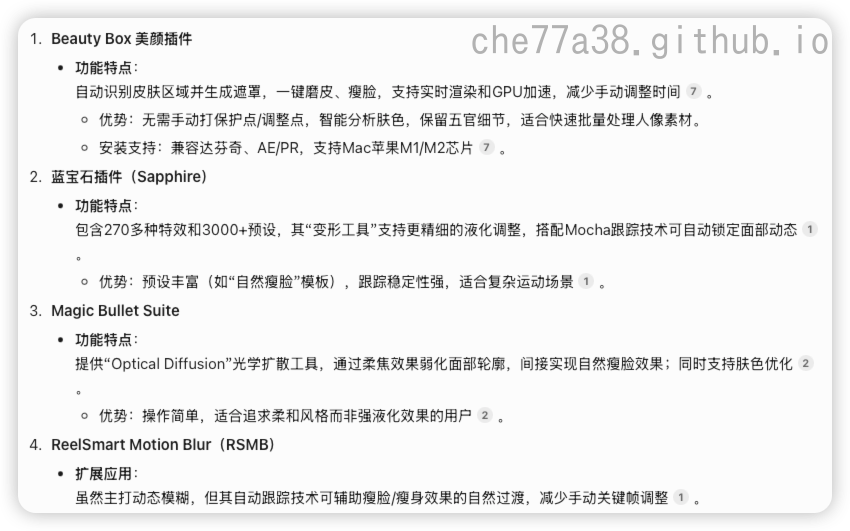 che77a38.github.io
1. Beauty Box 美颜插件
• 功能特点：
自动识别皮肤区域并生成遮罩，一键磨皮、瘦脸，支持实时渲染和GPU加速，减少手动调整时间 7 。
○ 优势：无需手动打保护点/调整点，智能分析肤色，保留五官细节，适合快速批量处理人像素材。
○ 安装支持：兼容达芬奇、AE/PR，支持Mac苹果M1/M2芯片 7 。
2. 蓝宝石插件（Sapphire）
• 功能特点：
包含270多种特效和3000+预设，其“变形工具”支持更精细的液化调整，搭配Mocha跟踪技术可自动锁定面部动态 1
。
○ 优势：预设丰富（如“自然瘦脸”模板），跟踪稳定性强，适合复杂运动场景 1 。
3. Magic Bullet Suite
• 功能特点：
提供“Optical Diffusion”光学扩散工具，通过柔焦效果弱化面部轮廓，间接实现自然瘦脸效果；同时支持肤色优化 2
。
○ 优势：操作简单，适合追求柔和风格而非强液化效果的用户 2 。
4. ReelSmart Motion Blur（RSMB）
• 扩展应用：
虽然主打动态模糊，但其自动跟踪技术可辅助瘦脸/瘦身效果的自然过渡，减少手动关键帧调整 1 。